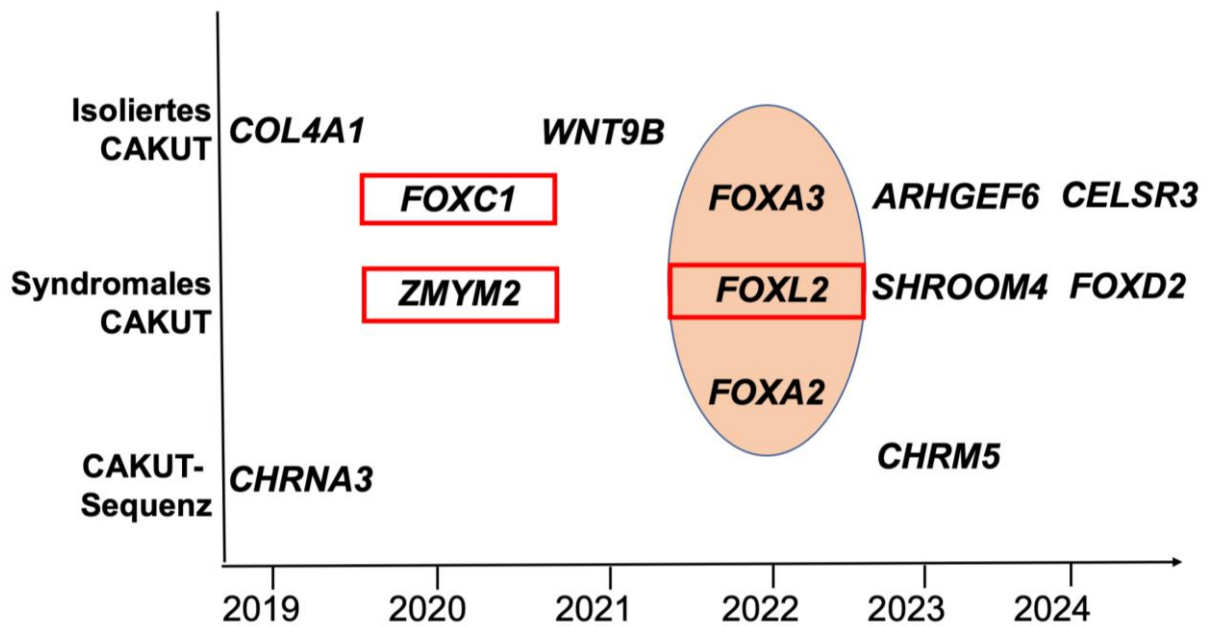 Isoliertes
CAKUT
COL4A1
WNT9B
FOXC1
FOXA3
ARHGEF6
CELSR3
Syndromales
CAKUT
ZMYM2
FOXL2
SHROOM4
FOXD2
FOXA2
CAKUT-
Sequenz
CHRNA3
CHRM5
2019
2020
2021
2022
2023
2024